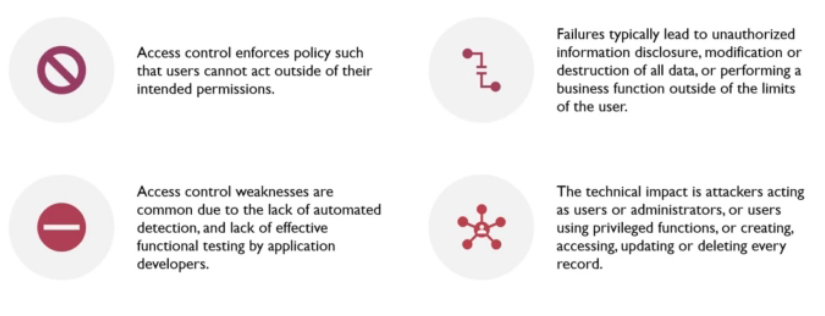 Access control enforces policy such
that users cannot act outside of their
intended permissions.
Failures typically lead to unauthorized
information disclosure, modification or
destruction of all data, or performing a
business function outside of the limits
of the user.
Access control weaknesses are
common due to the lack of automated
detection, and lack of effective
functional testing by application
developers.
The technical impact is attackers acting
as users or administrators, or users
using privileged functions, or creating,
accessing, updating or deleting every
record.